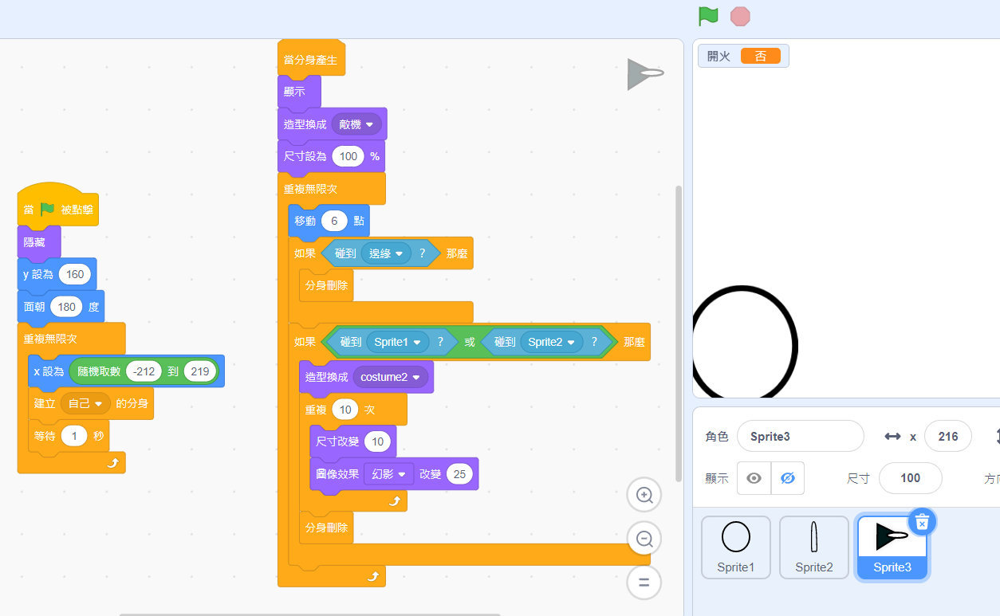 當 被點擊
隱藏
y 設為 160
面朝 180 度
重複無限次
x 設為 隨機取數 -212 到 219
建立 自己 的分身
等待 1 秒
當分身產生
顯示
造型換成 敵機
尺寸設為 100 %
重複無限次
移動 6 點
如果 碰到 邊緣 ? 那麼
分身刪除
如果 碰到 Sprite1 ? 或 碰到 Sprite2 ? 那麼
造型換成 costume2
重複 10 次
尺寸改變 10
圖像效果 幻影 改變 25
分身刪除
開火 否
角色 Sprite3 x 216
顯示 尺寸 100 方向
Sprite1 Sprite2 Sprite3